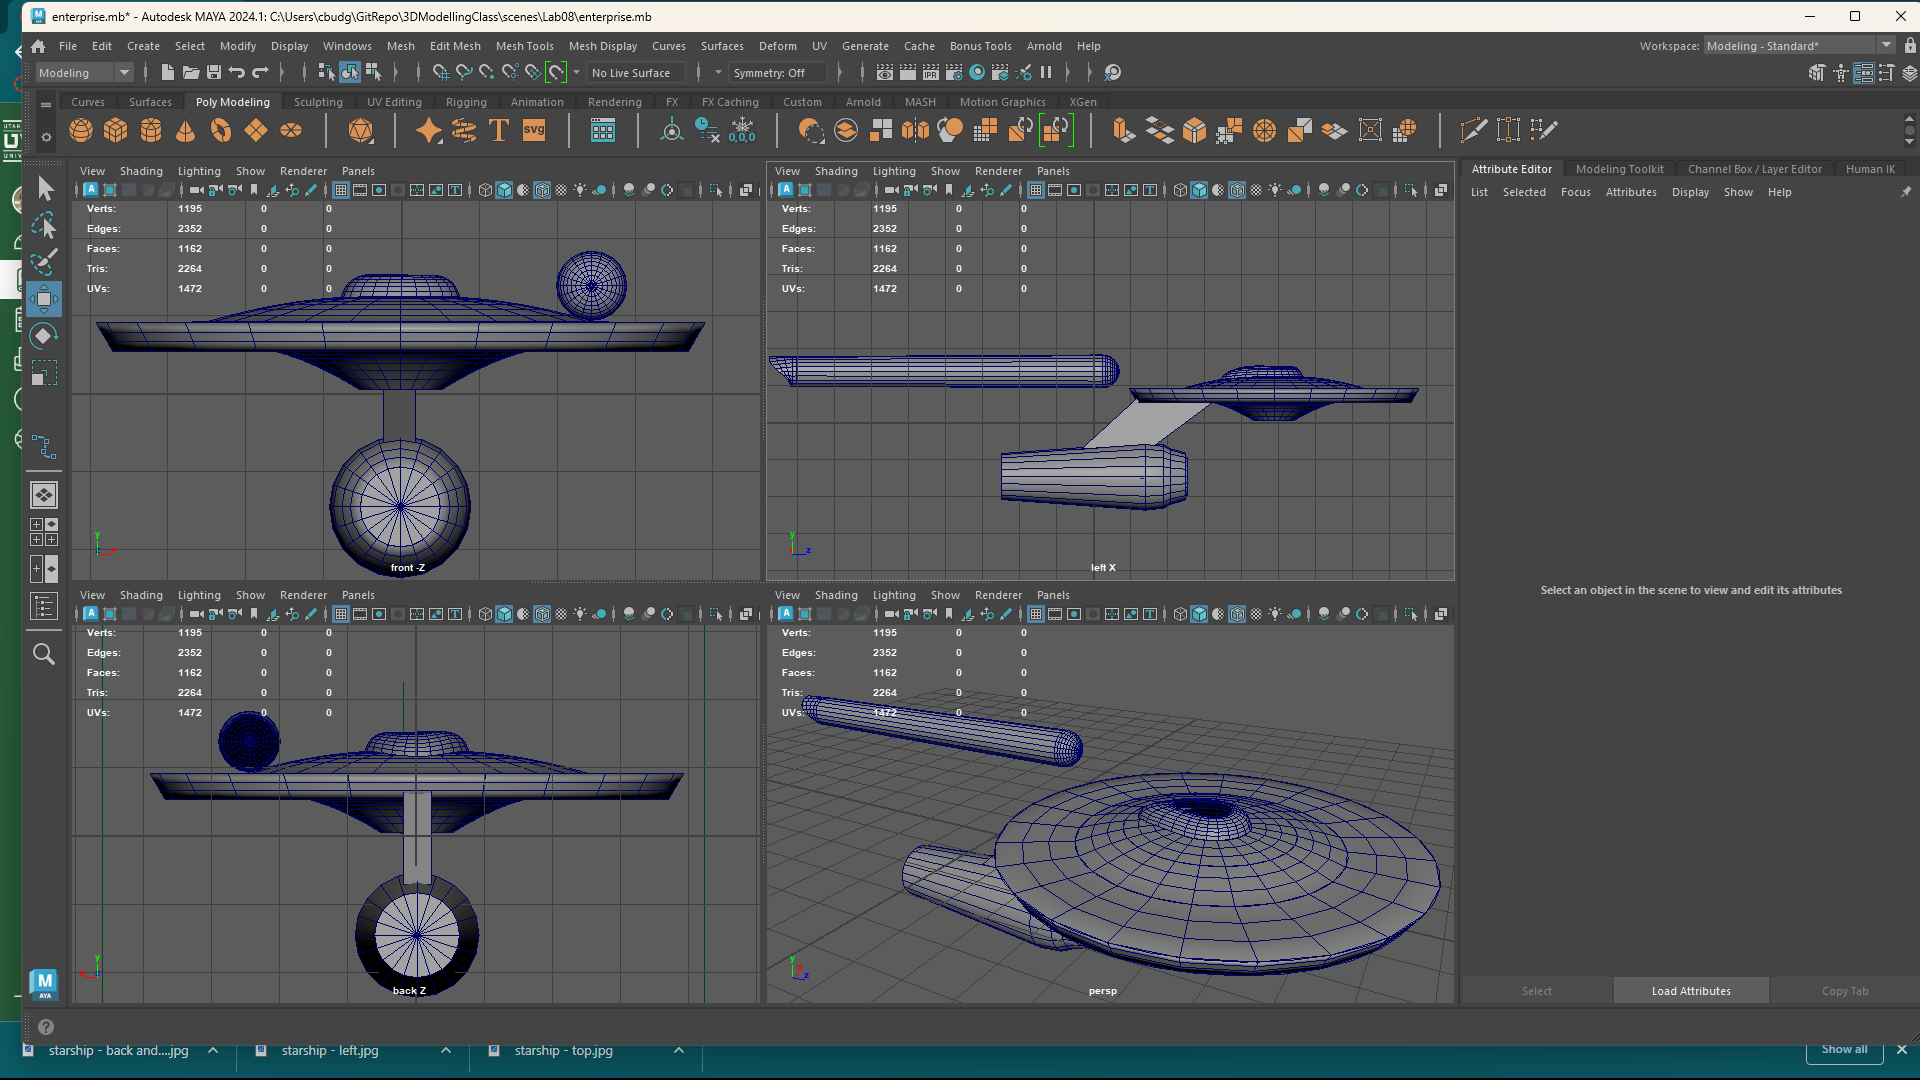 enterprise.mb* - Autodesk MAYA 2024.1: C:\Users\cbudg\GitRepo\3DModellingClass\scenes\Lab08\enterprise.mb
File Edit Create Select Modify Display Windows Mesh Edit Mesh Mesh Tools Mesh Display Curves Surfaces Deform UV Generate Cache Bonus Tools Arnold Help Workspace: Modeling - Standard*
Modeling No Live Surface Symmetry: Off IPR
Curves Surfaces Poly Modeling Sculpting UV Editing Rigging Animation Rendering FX FX Caching Custom Arnold MASH Motion Graphics XGen
T svg 0,0,0
View Shading Lighting Show Renderer Panels
Verts: 1195 0 0
Edges: 2352 0 0
Faces: 1162 0 0
Tris: 2264 0 0
UVs: 1472 0 0
y
front -Z
View Shading Lighting Show Renderer Panels
Verts: 1195 0 0
Edges: 2352 0 0
Faces: 1162 0 0
Tris: 2264 0 0
UVs: 1472 0 0
y
z
left X
View Shading Lighting Show Renderer Panels
Verts: 1195 0 0
Edges: 2352 0 0
Faces: 1162 0 0
Tris: 2264 0 0
UVs: 1472 0 0
y
back Z
View Shading Lighting Show Renderer Panels
Verts: 1195 0 0
Edges: 2352 0 0
Faces: 1162 0 0
Tris: 2264 0 0
UVs: 1472 0 0
y
z
persp
Attribute Editor Modeling Toolkit Channel Box / Layer Editor Human IK
List Selected Focus Attributes Display Show Help
Select an object in the scene to view and edit its attributes
Select Load Attributes Copy Tab
M
AYA
starship - back and....jpg starship - left.jpg starship - top.jpg Show all